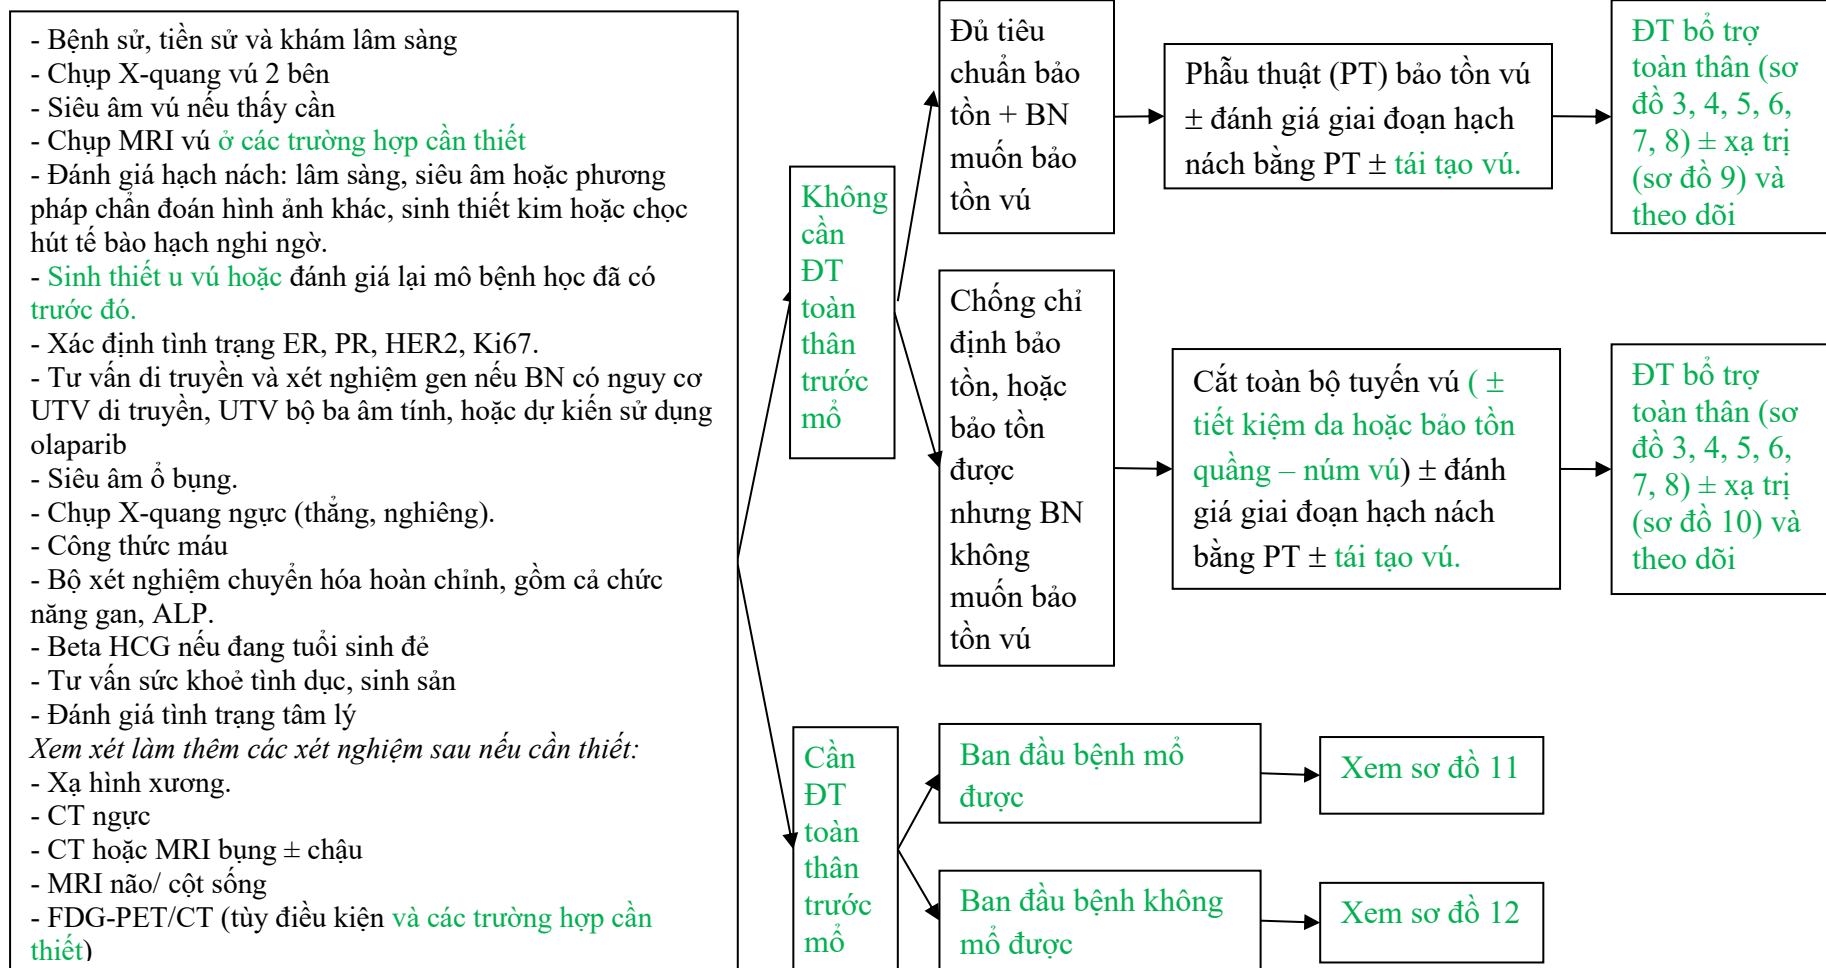 - Bệnh sử, tiền sử và khám lâm sàng
- Chụp X-quang vú 2 bên
- Siêu âm vú nếu thấy cần
- Chụp MRI vú ở các trường hợp cần thiết
- Đánh giá hạch nách: lâm sàng, siêu âm hoặc phương
pháp chẩn đoán hình ảnh khác, sinh thiết kim hoặc chọc
hút tế bào hạch nghi ngờ.
- Sinh thiết u vú hoặc đánh giá lại mô bệnh học đã có
trước đó.
- Xác định tình trạng ER, PR, HER2, Ki67.
- Tư vấn di truyền và xét nghiệm gen nếu BN có nguy cơ
UTV di truyền, UTV bộ ba âm tính, hoặc dự kiến sử dụng
olaparib
- Siêu âm ổ bụng.
- Chụp X-quang ngực (thẳng, nghiêng).
- Công thức máu
- Bộ xét nghiệm chuyển hóa hoàn chỉnh, gồm cả chức
năng gan, ALP.
- Beta HCG nếu đang tuổi sinh đẻ
- Tư vấn sức khoẻ tình dục, sinh sản
- Đánh giá tình trạng tâm lý
Xem xét làm thêm các xét nghiệm sau nếu cần thiết:
- Xạ hình xương.
- CT ngực
- CT hoặc MRI bụng ± chậu
- MRI não/ cột sống
- FDG-PET/CT (tùy điều kiện và các trường hợp cần
thiết)
Không
cần
ĐT
toàn
thân
trước
mổ
Đủ tiêu
chuẩn bảo
tồn + BN
muốn bảo
tồn vú
Phẫu thuật (PT) bảo tồn vú
± đánh giá giai đoạn hạch
nách bằng PT ± tái tạo vú.
ĐT bổ trợ
toàn thân (sơ
đồ 3, 4, 5, 6,
7, 8) ± xạ trị
(sơ đồ 9) và
theo dõi
Chống chỉ
định bảo
tồn, hoặc
bảo tồn
được
nhưng BN
không
muốn bảo
tồn vú
Cắt toàn bộ tuyến vú ( ±
tiết kiệm da hoặc bảo tồn
quầng – núm vú) ± đánh
giá giai đoạn hạch nách
bằng PT ± tái tạo vú.
ĐT bổ trợ
toàn thân (sơ
đồ 3, 4, 5, 6,
7, 8) ± xạ trị
(sơ đồ 10) và
theo dõi
Cần
ĐT
toàn
thân
trước
mổ
Ban đầu bệnh mổ
được
Xem sơ đồ 11
Ban đầu bệnh không
mổ được
Xem sơ đồ 12